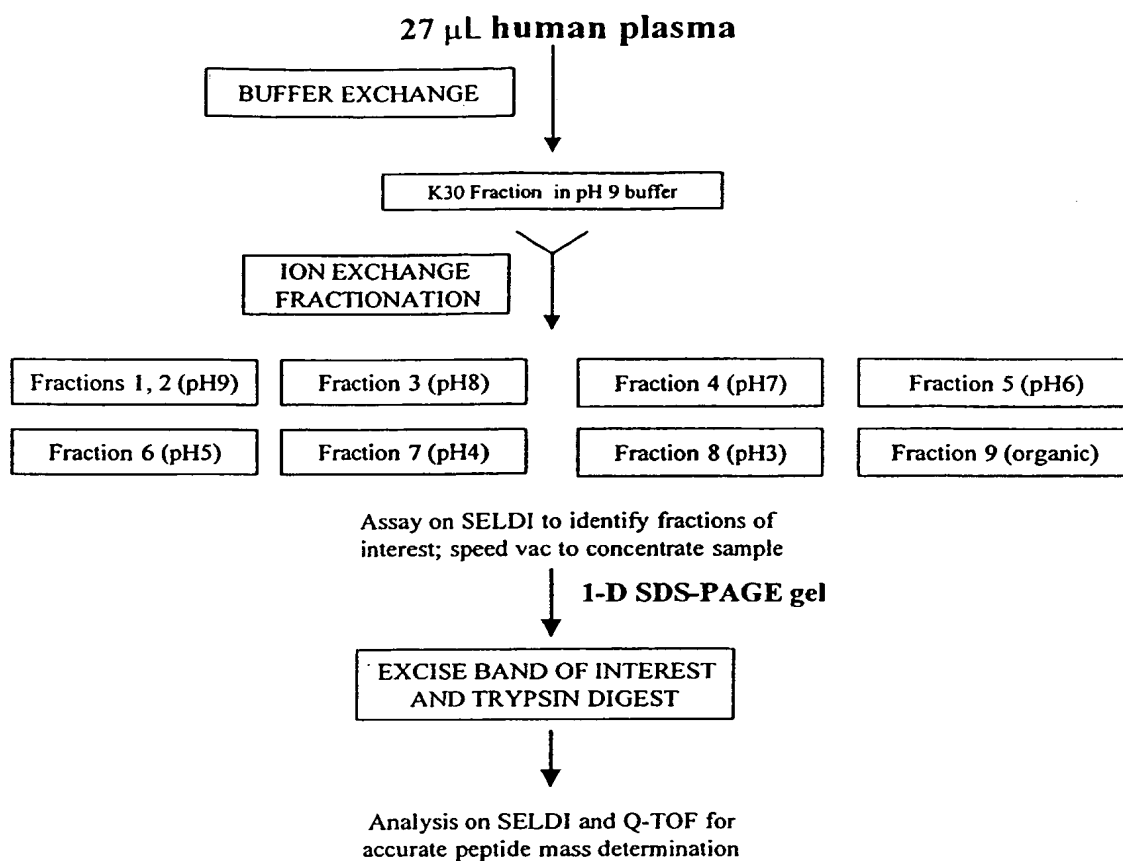 27 μL human plasma
BUFFER EXCHANGE
K30 Fraction in pH 9 buffer
ION EXCHANGE
FRACTIONATION
Fractions 1, 2 (pH9)
Fraction 3 (pH8)
Fraction 4 (pH7)
Fraction 5 (pH6)
Fraction 6 (pH5)
Fraction 7 (pH4)
Fraction 8 (pH3)
Fraction 9 (organic)
Assay on SELDI to identify fractions of
interest; speed vac to concentrate sample
1-D SDS-PAGE gel
EXCISE BAND OF INTEREST
AND TRYPSIN DIGEST
Analysis on SELDI and Q-TOF for
accurate peptide mass determination